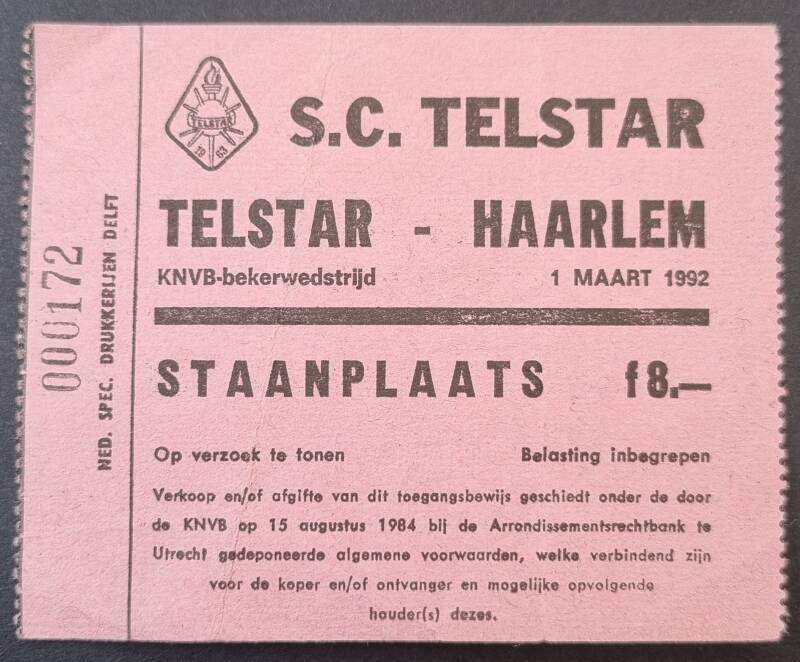 TELSTAR
19 63
S.C. TELSTAR
TELSTAR - HAARLEM
KNVB-bekerwedstrijd 1 MAART 1992
STAANPLAATS f8.—
Op verzoek te tonen Belasting inbegrepen
Verkoop en/of afgifte van dit toegangsbewijs geschiedt onder de door
de KNVB op 15 augustus 1984 bij de Arrondissementsrechtbank te
Utrecht gedeponeerde algemene voorwaarden, welke verbindend zijn
voor de koper en/of ontvanger en mogelijke opvolgende
houder(s) dezes.
000172
NED. SPEC. DRUKKERIJEN DELFT